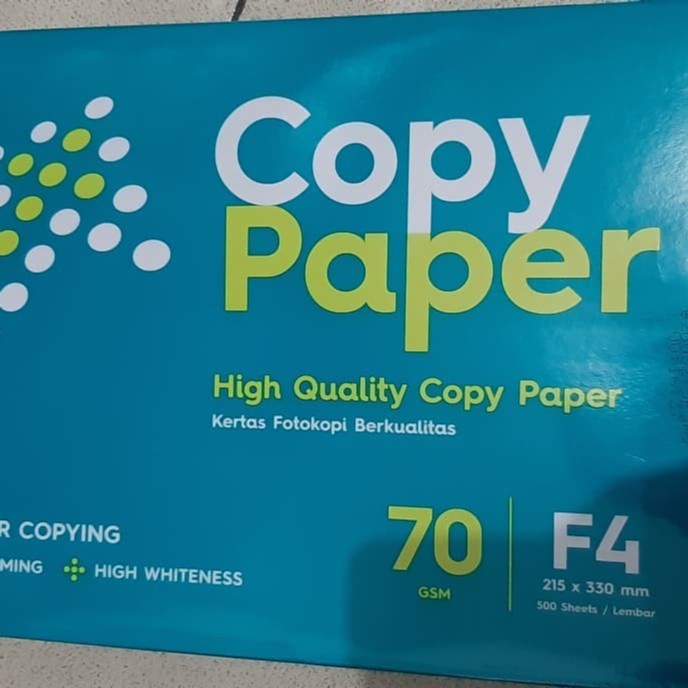 Copy
Paper
High Quality Copy Paper
Kertas Fotokopi Berkualitas
R COPYING
MING HIGH WHITENESS
70
GSM
F4
215 x 330 mm
500 Sheets / Lembar